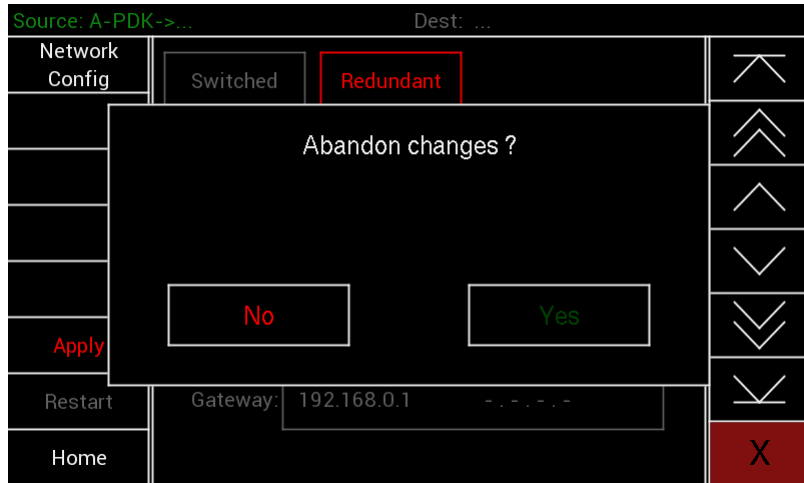 Source: A-PDK->...
Dest: ...
Network
Config
Switched
Redundant
Abandon changes ?
No
Yes
Apply
Restart
Gateway: 192.168.0.1 - . - . - . -
Home
X